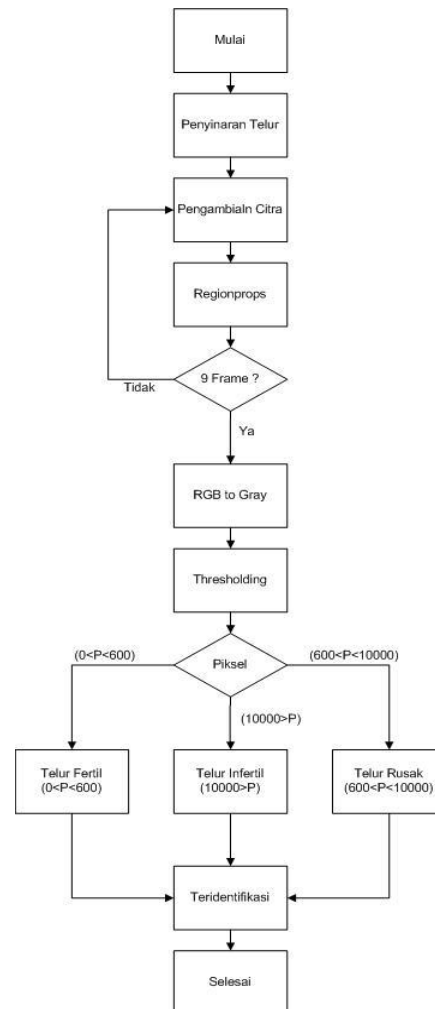 Mulai
Penyinaran Telur
Pengambialn Citra
Regionprops
9 Frame ?
Tidak
Ya
RGB to Gray
Thresholding
(0<P<600)
Piksel
(600<P<10000)
(10000>P)
Telur Fertil
(0<P<600)
Telur Infertil
(10000>P)
Telur Rusak
(600<P<10000)
Teridentifikasi
Selesai